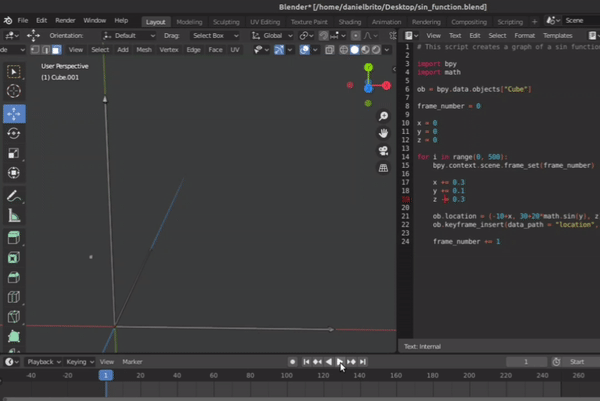 Blender* [/home/danielbrito/Desktop/sin_function.blend]
File Edit Render Window Help Layout Modeling Sculpting UV Editing Texture Paint Shading Animation Rendering Scene
Orientation: Default Drag: Select Box Global
View Select Add Mesh Vertex Edge Face UV
View Text Edit Select Format Templates
User Perspective
(1) Cube.001
1 # This script creates a graph of a sin function
2
3 import bpy
4 import math
5
6 ob = bpy.data.objects["Cube"]
7
8 frame_number = 0
9
10 x = 0
11 y = 0
12 z = 0
13
14 for i in range(0, 500):
15 bpy.context.scene.frame_set(frame_number)
16
17 x += 0.3
18 y += 0.1
19 z += 0.3
20
21 ob.location = (-10+x, 30+20*math.sin(y), z
22 ob.keyframe_insert(data_path = "location",
23
24 frame_number += 1
Text: Internal
Playback Keying View Marker
1 Start
-40 -20 1 20 40 60 80 100 120 140 160 180 200 220 240 260